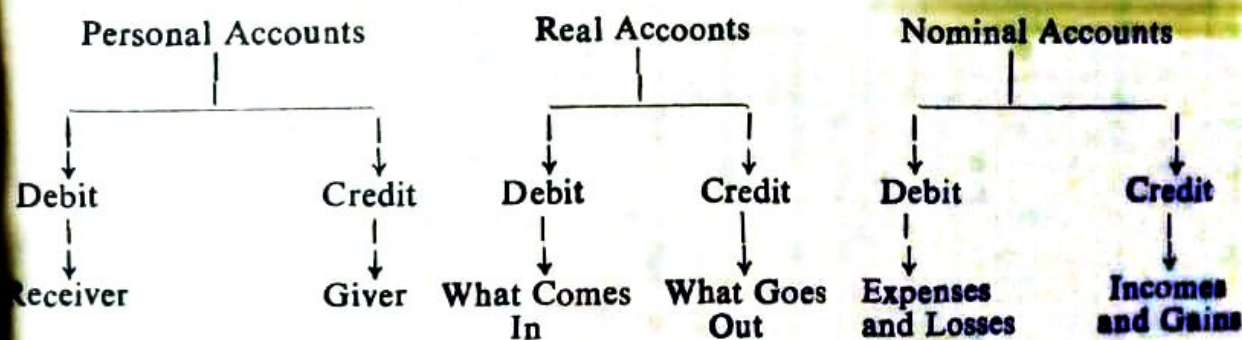 Personal Accounts Real Accoonts Nominal Accounts
Debit Credit Debit Credit Debit Credit
Receiver Giver What Comes What Goes Expenses Incomes
In Out and Losses and Gains